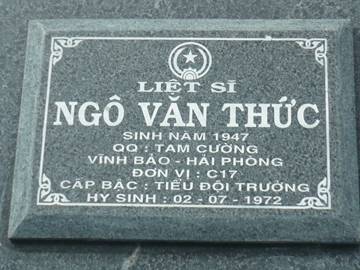 LIỆT SĨ
NGÔ VĂN THỨC
SINH NĂM 1947
QQ : TAM CƯỜNG
VĨNH BẢO - HẢI PHÒNG
ĐƠN VỊ : C17
CẤP BẬC : TIỂU ĐỘI TRƯỞNG
HY SINH : 02 - 07 - 1972